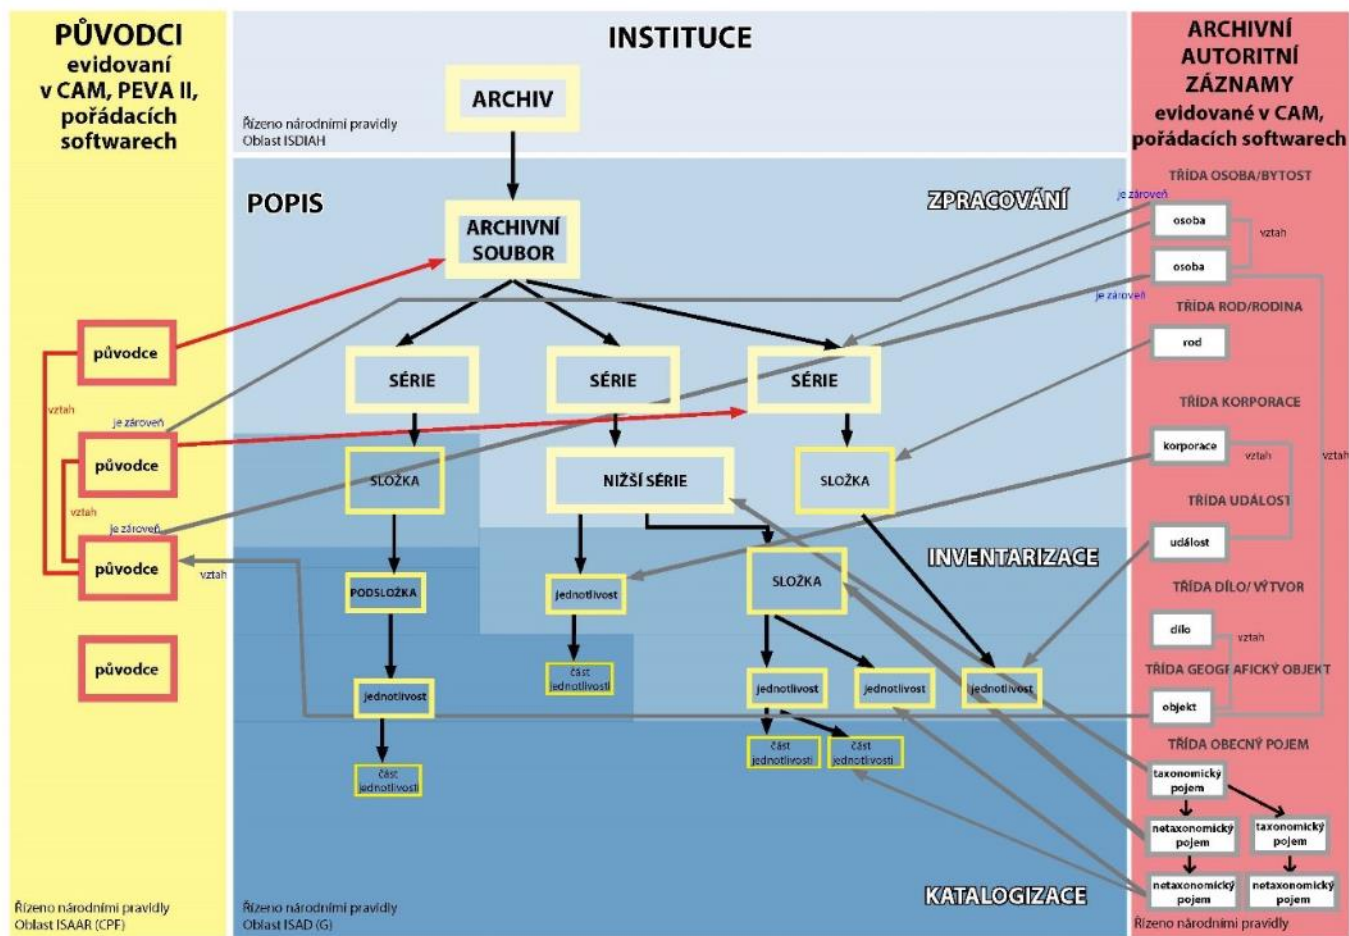 PŮVODCI
evidovaní
v CAM, PEVA II,
pořádacích
softwarech
původce
vztah
je zároveň
původce
vztah
je zároveň
původce
vztah
původce
Řízeno národními pravidly
Oblast ISAAR (CPF)
INSTITUCE
ARCHIV
Řízeno národními pravidly
Oblast ISDIAH
POPIS
ZPRACOVÁNÍ
ARCHIVNÍ
SOUBOR
SÉRIE
SÉRIE
SÉRIE
SLOŽKA
NIŽŠÍ SÉRIE
SLOŽKA
INVENTARIZACE
PODSLOŽKA
jednotlivost
SLOŽKA
část
jednotlivosti
jednotlivost
jednotlivost
jednotlivost
jednotlivost
část
jednotlivosti
část
jednotlivosti
část
jednotlivosti
KATALOGIZACE
Řízeno národními pravidly
Oblast ISAD (G)
ARCHIVNÍ
AUTORITNÍ
ZÁZNAMY
evidované v CAM,
pořádacích softwarech
TŘÍDA OSOBA/BYTOST
je zároveň
osoba
vztah
osoba
je zároveň
TŘÍDA ROD/RODINA
rod
TŘÍDA KORPORACE
korporace
vztah
vztah
TŘÍDA UDÁLOST
událost
TŘÍDA DÍLO/ VÝTVOR
dílo
vztah
TŘÍDA GEOGRAFICKÝ OBJEKT
objekt
TŘÍDA OBECNÝ POJEM
taxonomický
pojem
netaxonomický
pojem
taxonomický
pojem
netaxonomický
pojem
netaxonomický
pojem
Řízeno národními pravidly